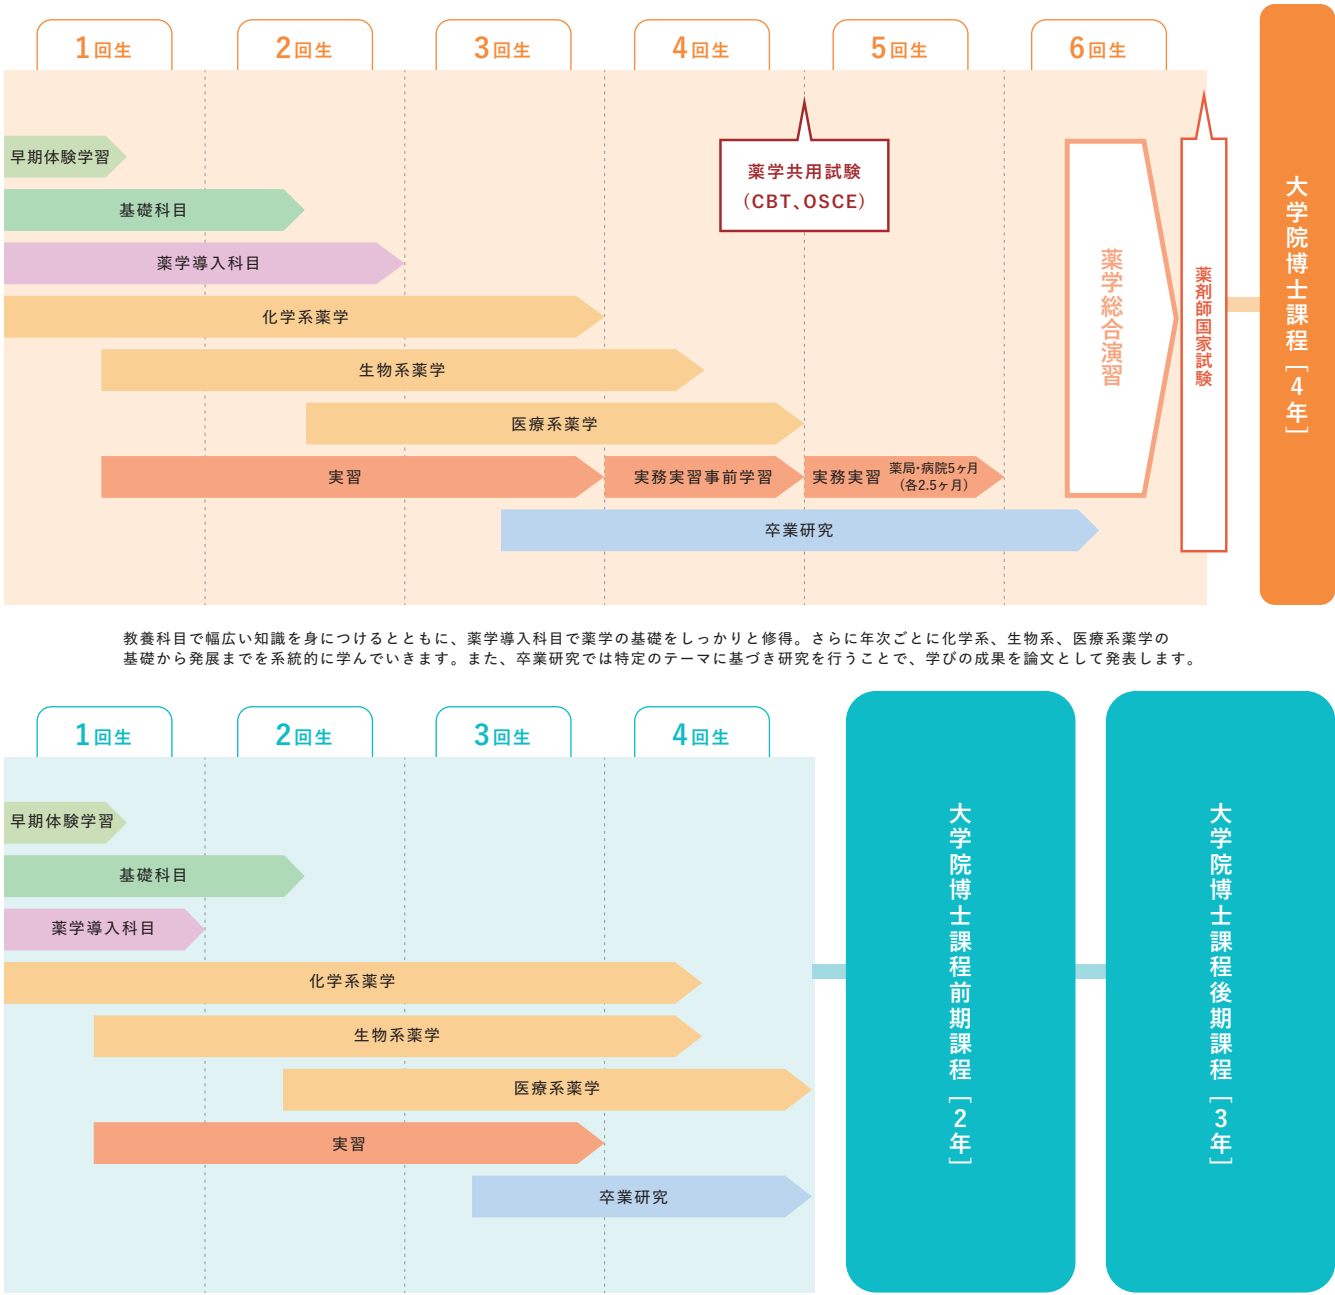 1回生
2回生
3回生
4回生
5回生
6回生
早期体験学習
基礎科目
薬学導入科目
化学系薬学
生物系薬学
医療系薬学
実習
実務実習事前学習
実務実習
薬局・病院5ヶ月
（各2.5ヶ月）
卒業研究
薬学共用試験
（CBT、OSCE）
薬学総合演習
薬剤師国家試験
大学院博士課程［4年］
教養科目で幅広い知識を身につけるとともに、薬学導入科目で薬学の基礎をしっかりと修得。さらに年次ごとに化学系、生物系、医療系薬学の
基礎から発展までを系統的に学んでいきます。また、卒業研究では特定のテーマに基づき研究を行うことで、学びの成果を論文として発表します。
1回生
2回生
3回生
4回生
早期体験学習
基礎科目
薬学導入科目
化学系薬学
生物系薬学
医療系薬学
実習
卒業研究
大学院博士課程前期課程［2年］
大学院博士課程後期課程［3年］